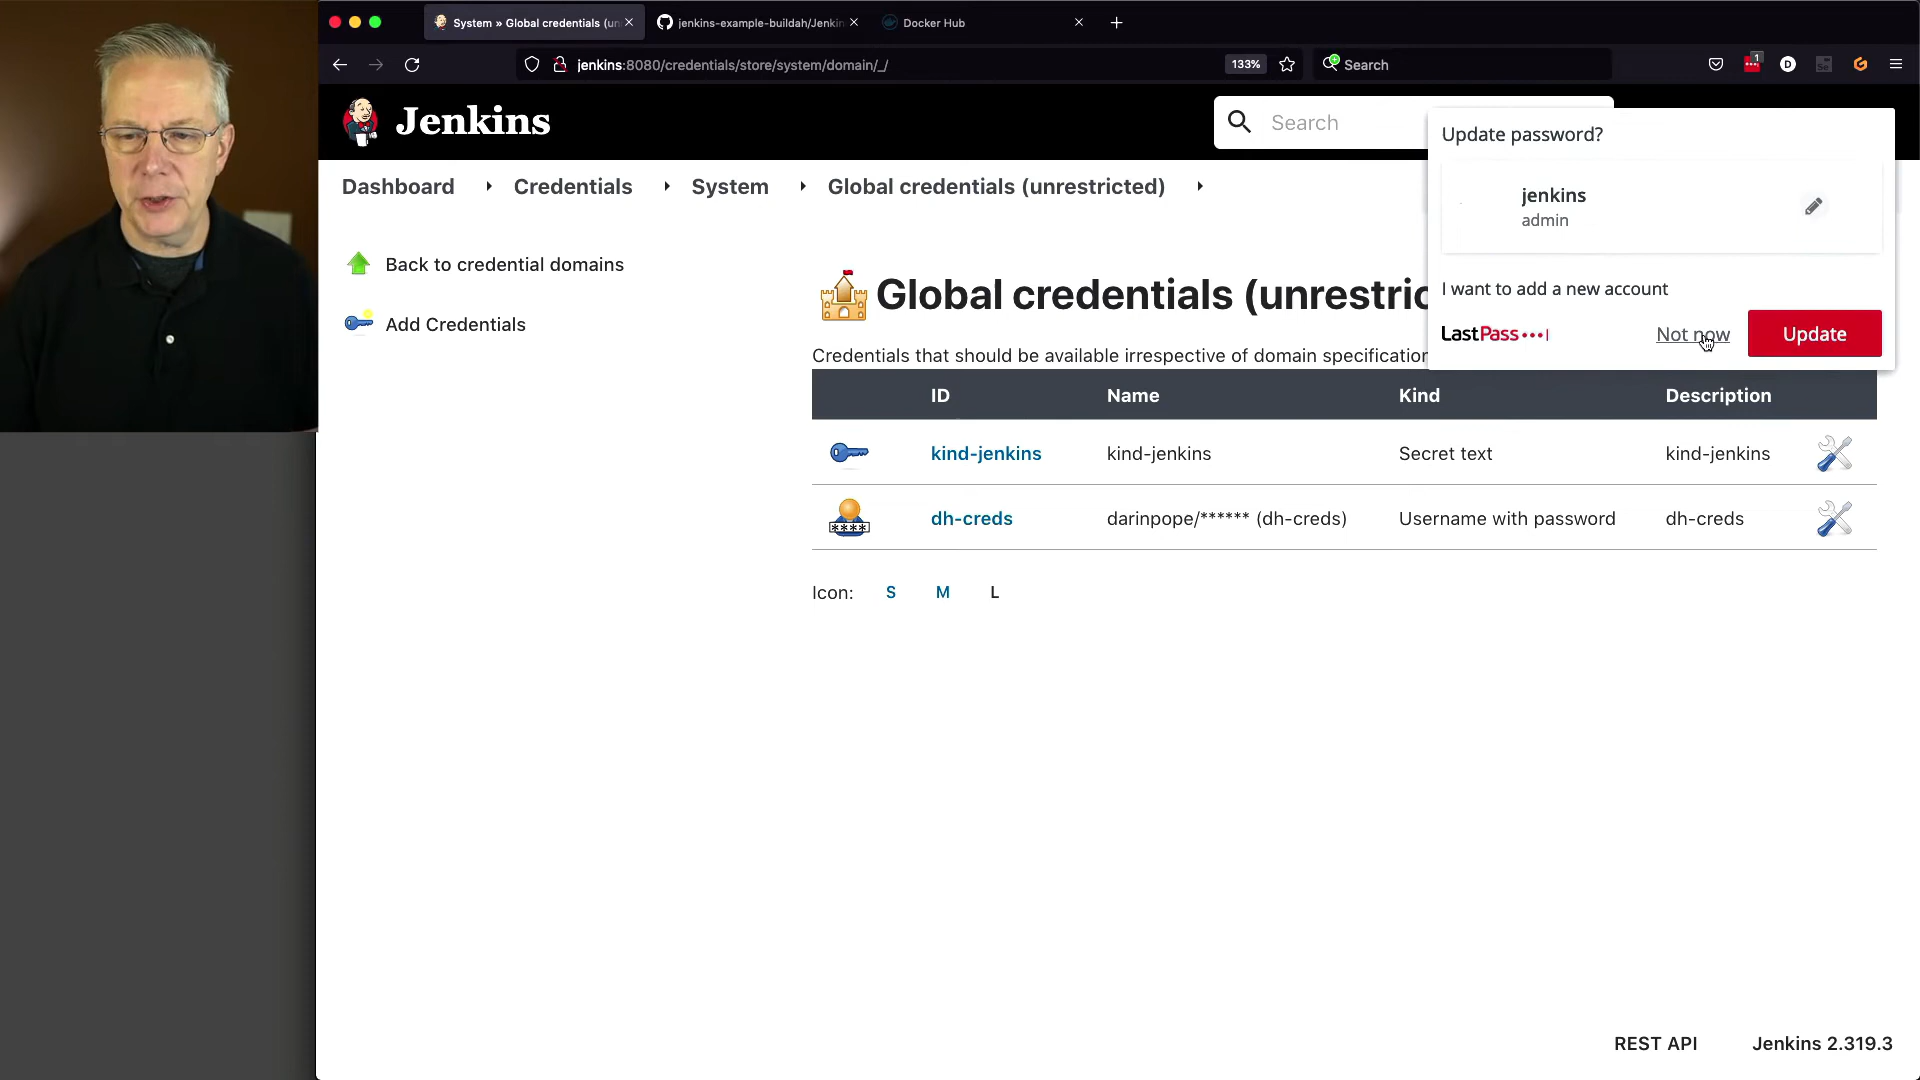 System » Global credentials (un
jenkins-example-buildah/Jenkin
Docker Hub
jenkins:8080/credentials/store/system/domain/_/
133%
Search
1
D
Jenkins
Search
Update password?
jenkins
admin
I want to add a new account
LastPass
Not now
Update
Dashboard
Credentials
System
Global credentials (unrestricted)
Back to credential domains
Add Credentials
Global credentials (unrestric
Credentials that should be available irrespective of domain specification
ID Name Kind Description
kind-jenkins kind-jenkins Secret text kind-jenkins
dh-creds darinpope/****** (dh-creds) Username with password dh-creds
Icon: S M L
REST API Jenkins 2.319.3